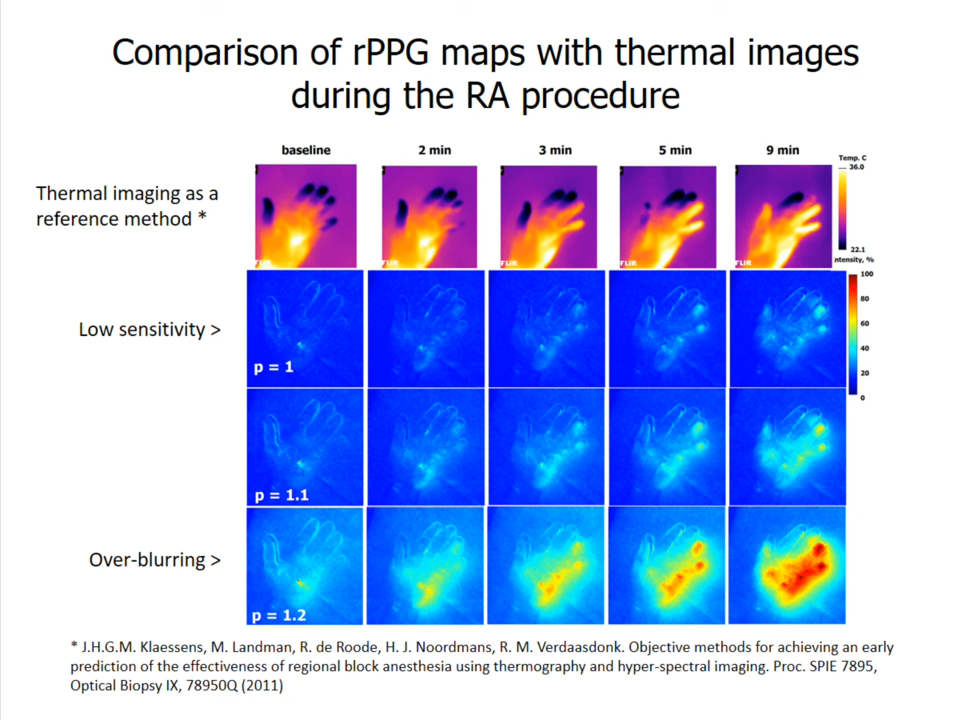 Comparison of rPPG maps with thermal images
during the RA procedure
baseline
2 min
3 min
5 min
9 min
Temp. C
36.0
22.1
Thermal imaging as a
reference method *
FLIR
FLIR
FLIR
FLIR
ntensity, %
100
80
60
40
20
0
Low sensitivity >
p = 1
p = 1.1
Over-blurring >
p = 1.2
* J.H.G.M. Klaessens, M. Landman, R. de Roode, H. J. Noordmans, R. M. Verdaasdonk. Objective methods for achieving an early
prediction of the effectiveness of regional block anesthesia using thermography and hyper-spectral imaging. Proc. SPIE 7895,
Optical Biopsy IX, 78950Q (2011)